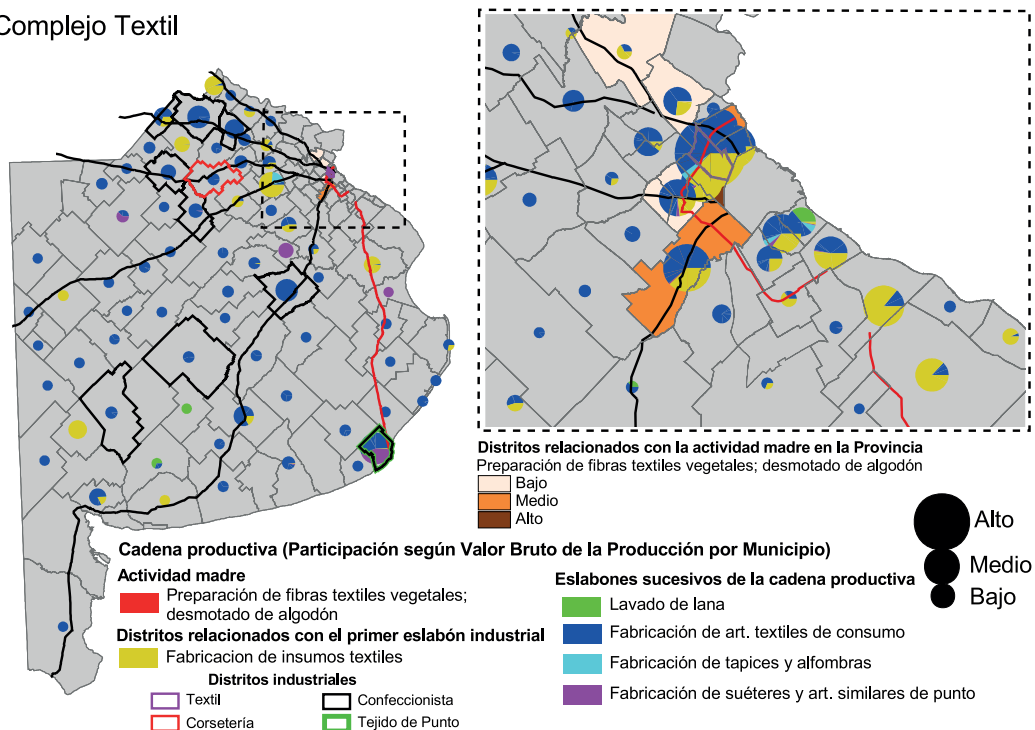 Complejo Textil
Distritos relacionados con la actividad madre en la Provincia
Preparación de fibras textiles vegetales; desmotado de algodón
Bajo
Medio
Alto
Alto
Medio
Bajo
Cadena productiva (Participación según Valor Bruto de la Producción por Municipio)
Actividad madre
Preparación de fibras textiles vegetales;
desmotado de algodón
Distritos relacionados con el primer eslabón industrial
Fabricacion de insumos textiles
Distritos industriales
Textil
Confeccionista
Corsetería
Tejido de Punto
Eslabones sucesivos de la cadena productiva
Lavado de lana
Fabricación de art. textiles de consumo
Fabricación de tapices y alfombras
Fabricación de suéteres y art. similares de punto